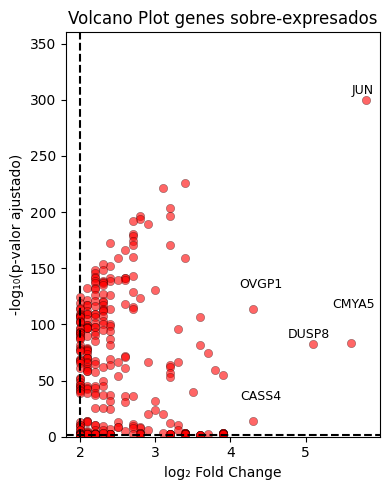 Volcano Plot genes sobre-expresados
350
300
250
200
150
100
50
0
-log₁₀(p-valor ajustado)
JUN
OVGP1
CMYA5
DUSP8
CASS4
2
3
4
5
log₂ Fold Change